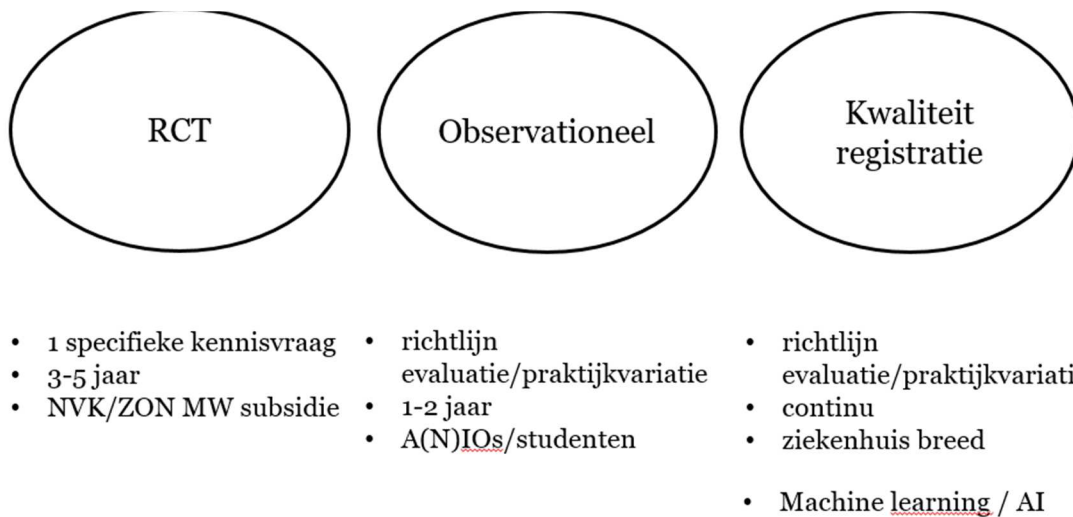 RCT
Observationeel
Kwaliteit
registratie
• 1 specifieke kennisvraag
• 3-5 jaar
• NVK/ZON MW subsidie
• richtlijn
evaluatie/praktijkvariatie
• 1-2 jaar
• A(N)IOs/studenten
• richtlijn
evaluatie/praktijkvariati
• continu
• ziekenhuis breed
• Machine learning / AI